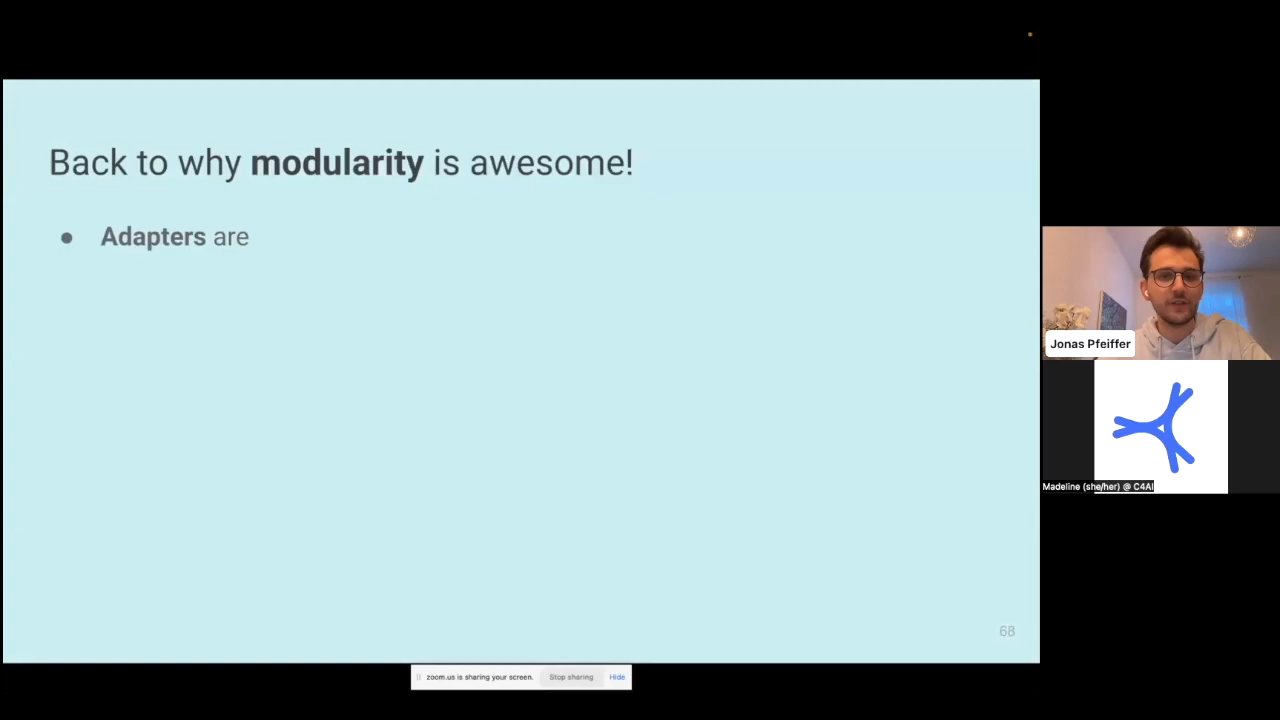 Back to why modularity is awesome!
● Adapters are
68
Jonas Pfeiffer
Madeline (she/her) @ C4AI
zoom.us is sharing your screen. Stop sharing Hide